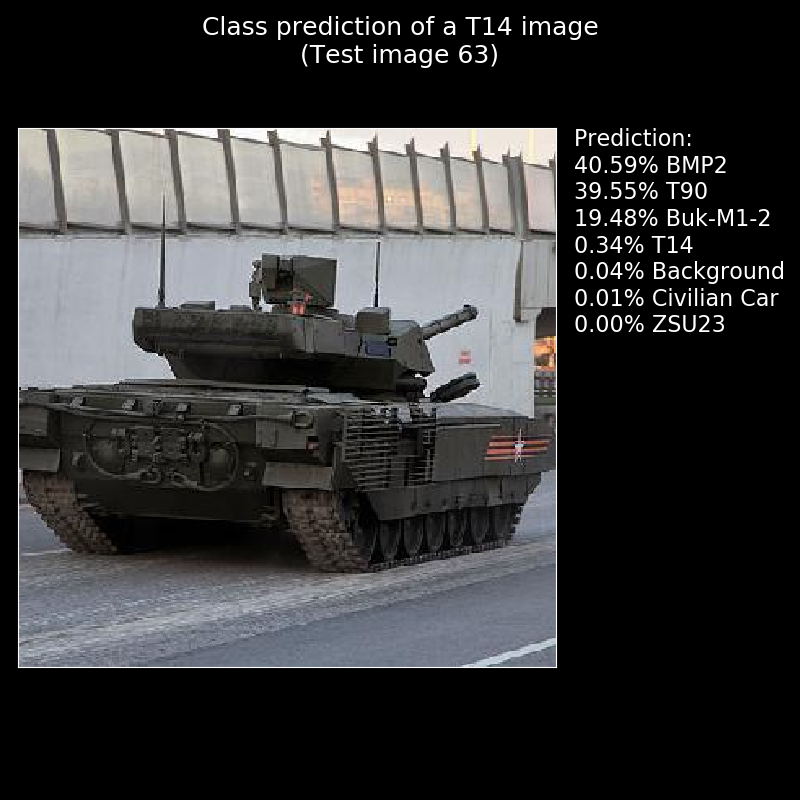 Class prediction of a T14 image
(Test image 63)
Prediction:
40.59% BMP2
39.55% T90
19.48% Buk-M1-2
0.34% T14
0.04% Background
0.01% Civilian Car
0.00% ZSU23